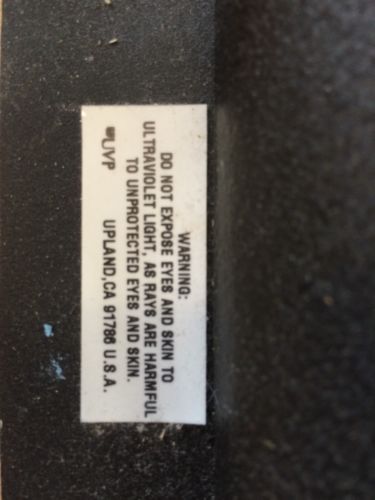 WARNING:
DO NOT EXPOSE EYES AND SKIN TO
ULTRAVIOLET LIGHT, AS RAYS ARE HARMFUL
TO UNPROTECTED EYES AND SKIN.
UVP UPLAND, CA 91786 U.S.A.